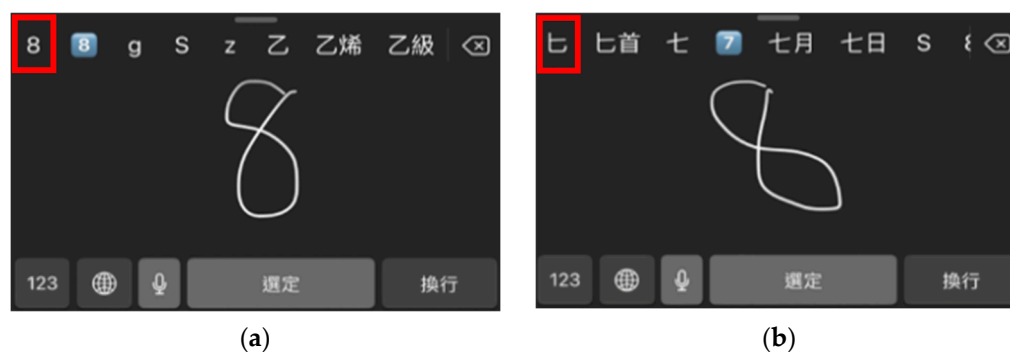 8 8 g S z 乙 乙烯 乙級
8
123 選定 換行
(a)
匕 匕首 七 7 七月 七日 S
8
123 選定 換行
(b)